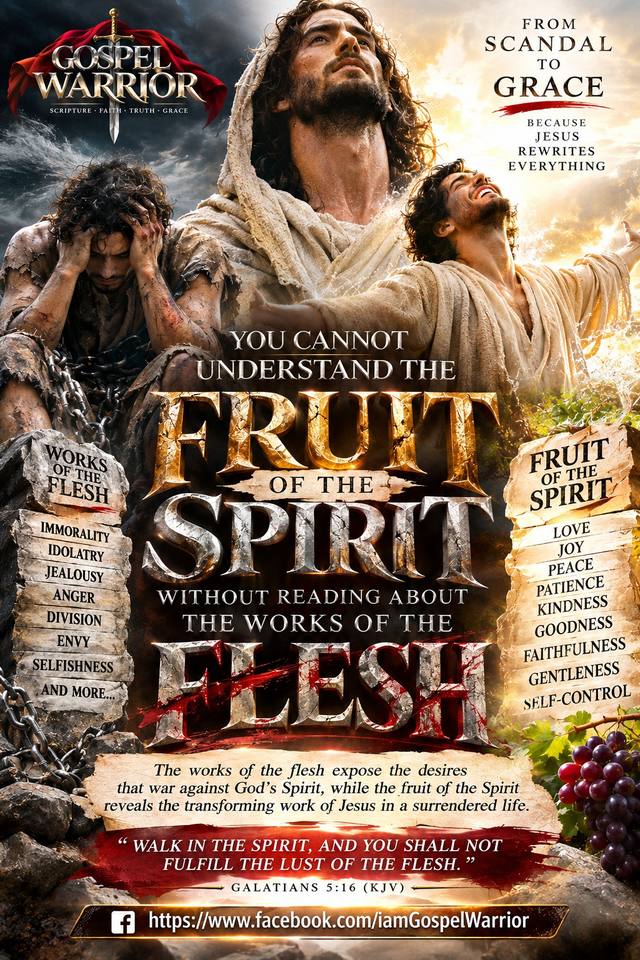 GOSPEL
WARRIOR
SCRIPTURE • FAITH • TRUTH • GRACE
FROM
SCANDAL
TO
GRACE
BECAUSE
JESUS
REWRITES
EVERYTHING
YOU CANNOT
UNDERSTAND THE
FRUIT
OF THE
SPIRIT
WITHOUT READING ABOUT
THE WORKS OF THE
FLESH
WORKS
OF THE
FLESH
IMMORALITY
IDOLATRY
JEALOUSY
ANGER
DIVISION
ENVY
SELFISHNESS
AND MORE...
FRUIT
OF THE
SPIRIT
LOVE
JOY
PEACE
PATIENCE
KINDNESS
GOODNESS
FAITHFULNESS
GENTLENESS
SELF-CONTROL
The works of the flesh expose the desires
that war against God's Spirit, while the fruit of the Spirit
reveals the transforming work of Jesus in a surrendered life.
“WALK IN THE SPIRIT, AND YOU SHALL NOT
FULFILL THE LUST OF THE FLESH.”
GALATIANS 5:16 (KJV)
https://www.facebook.com/iamGospelWarrior